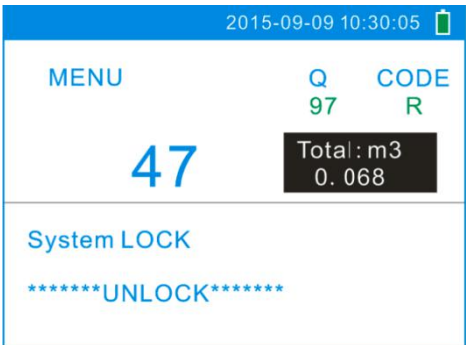 2015-09-09 10:30:05
MENU Q CODE
97 R
47 Total: m3
0. 068
System LOCK
*******UNLOCK*******